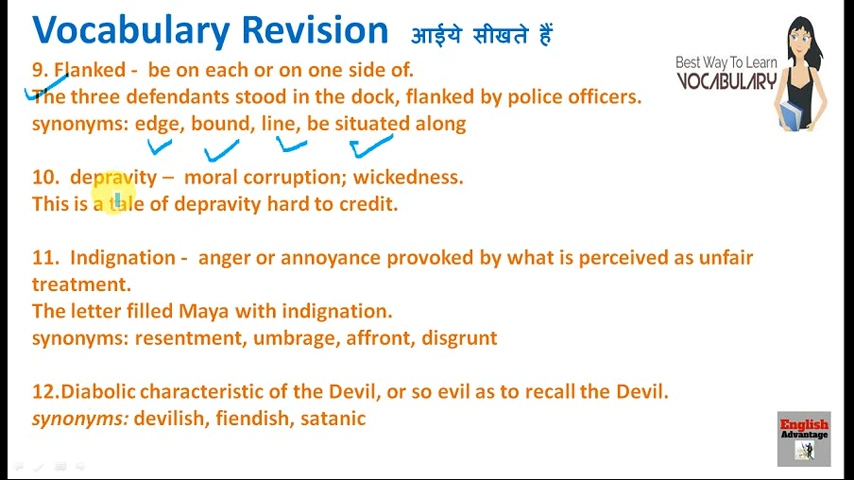 Vocabulary Revision आईये सीखते हैं
9. Flanked - be on each or on one side of.
The three defendants stood in the dock, flanked by police officers.
synonyms: edge, bound, line, be situated along
Best Way To Learn
VOCABULARY
10. depravity – moral corruption; wickedness.
This is a tale of depravity hard to credit.
11. Indignation - anger or annoyance provoked by what is perceived as unfair
treatment.
The letter filled Maya with indignation.
synonyms: resentment, umbrage, affront, disgrunt
12.Diabolic characteristic of the Devil, or so evil as to recall the Devil.
synonyms: devilish, fiendish, satanic
English
Advantage